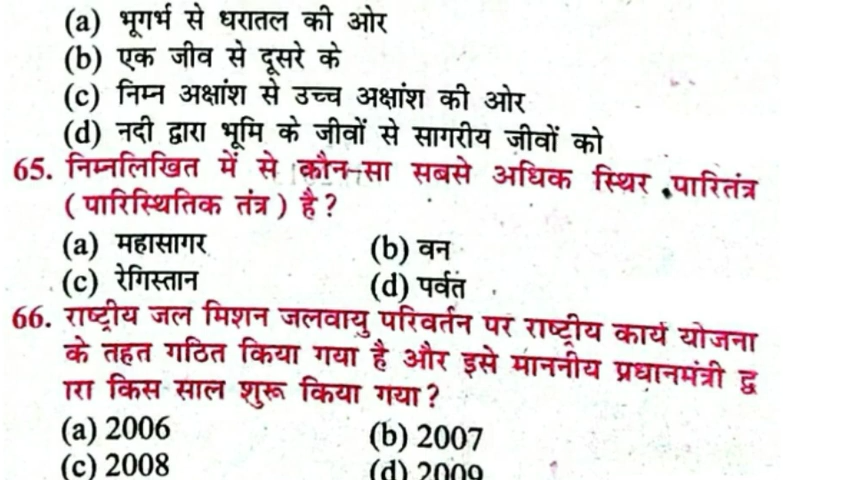 (a) भूगर्भ से धरातल की ओर
(b) एक जीव से दूसरे के
(c) निम्न अक्षांश से उच्च अक्षांश की ओर
(d) नदी द्वारा भूमि के जीवों से सागरीय जीवों को
65. निम्नलिखित में से कौन-सा सबसे अधिक स्थिर पारितंत्र
(पारिस्थितिक तंत्र) है?
(a) महासागर (b) वन
(c) रेगिस्तान (d) पर्वत
66. राष्ट्रीय जल मिशन जलवायु परिवर्तन पर राष्ट्रीय कार्य योजना
के तहत गठित किया गया है और इसे माननीय प्रधानमंत्री द्व
ारा किस साल शुरू किया गया?
(a) 2006 (b) 2007
(c) 2008 (d) 2009